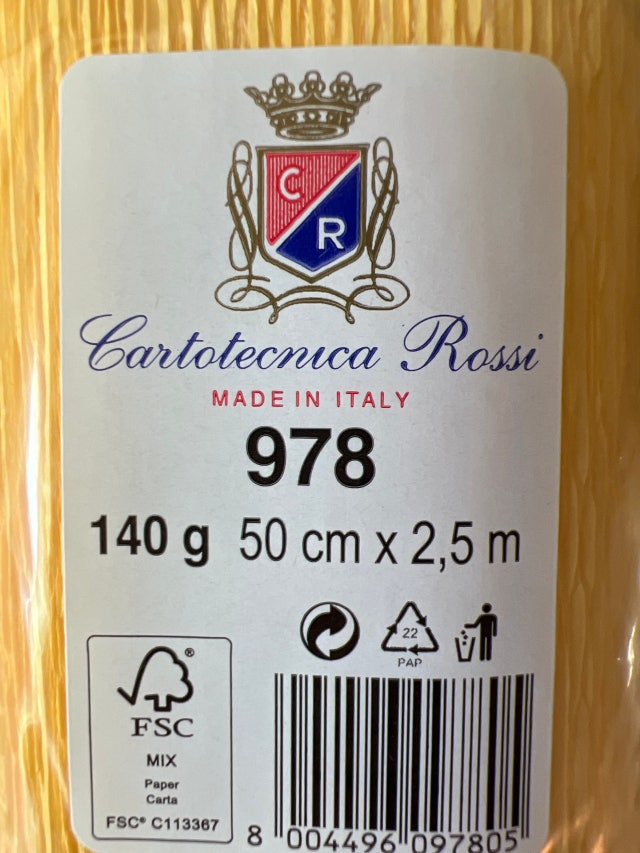 C
R
Cartotecnica Rossi
MADE IN ITALY
978
140 g 50 cm x 2,5 m
22
PAP
®
FSC
MIX
Paper
Carta
FSC® C113367
8 004496 097805